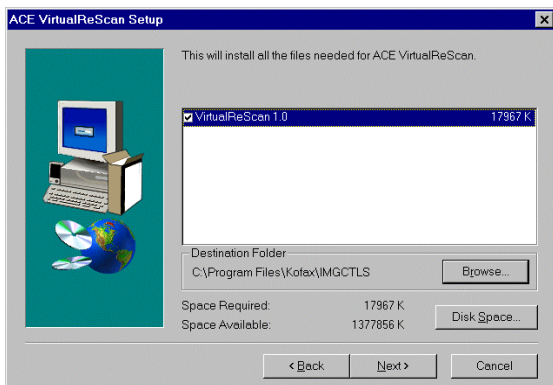 ACE VirtualReScan Setup
This will install all the files needed for ACE VirtualReScan.
VirtualReScan 1.0 17967 K
Destination Folder
C:\Program Files\Kofax\IMGCTLS
Browse...
Space Required: 17967 K
Space Available: 1377856 K
Disk Space...
< Back Next > Cancel